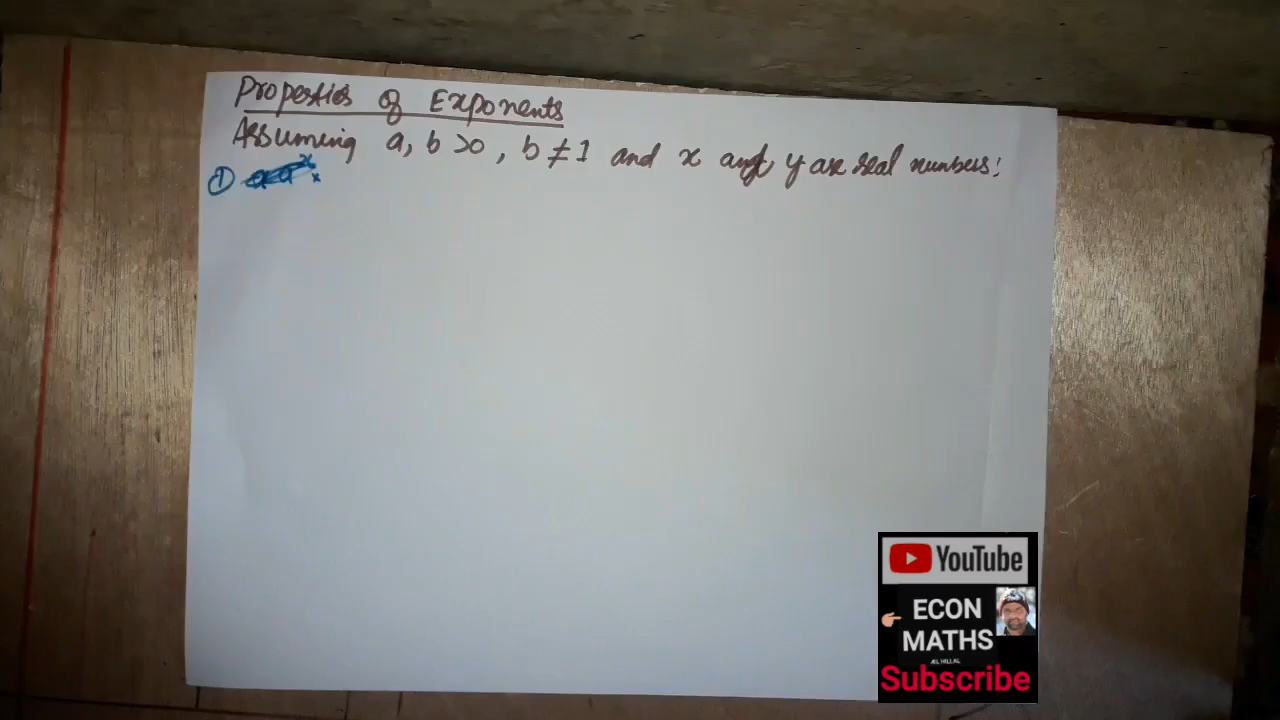 Properties of Exponents
Assuming a, b >0, b ≠ 1 and x and y are real numbers:
①
YouTube
ECON
MATHS
Subscribe